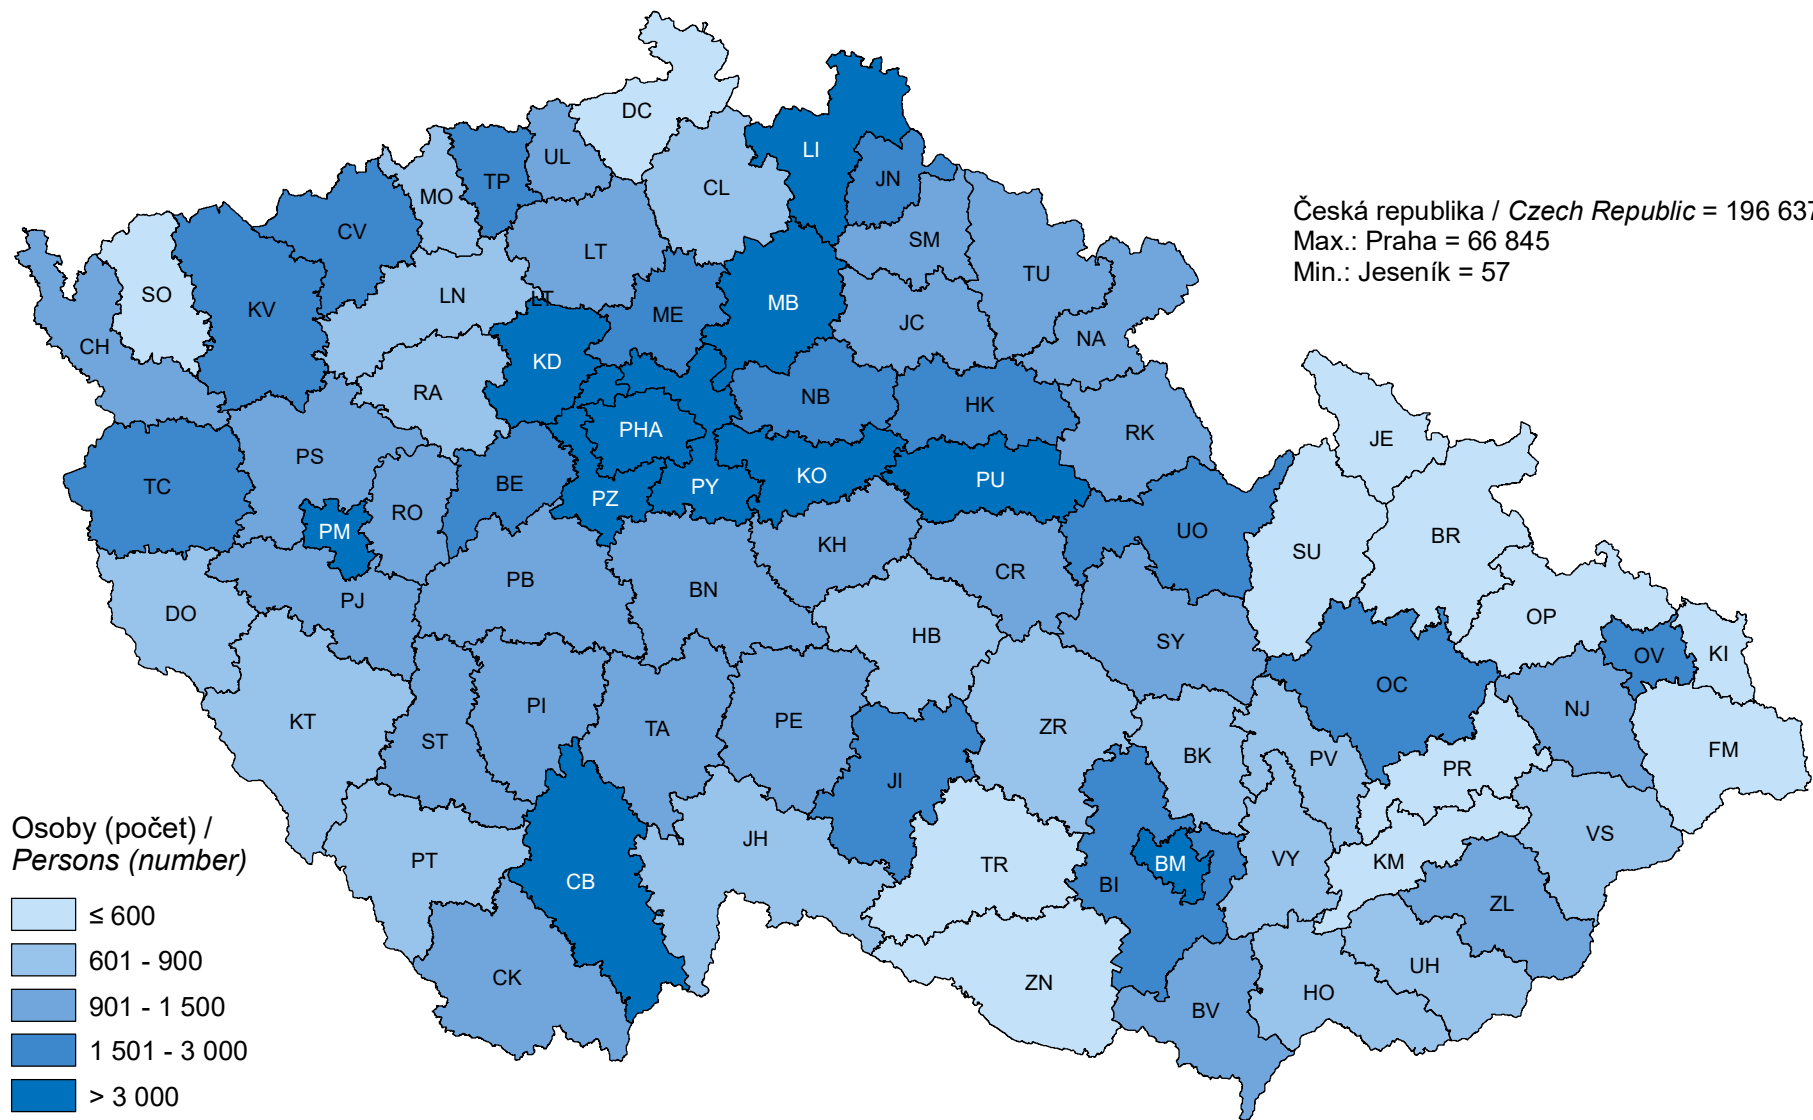 DC
LI
UL
TP
JN
MO
CL
CV
SM
LT
TU
SO
LN
LT
KV
MB
ME
JC
CH
NA
KD
RA
NB
HK
PHA
RK
JE
PS
KO
PU
TC
BE
PZ
PY
RO
PM
UO
BR
SU
KH
CR
PB
BN
PJ
DO
OP
HB
SY
KI
OV
OC
PI
PE
NJ
KT
ST
TA
ZR
BK
PV
FM
JI
PR
JH
VS
PT
TR
BM
VY
KM
CB
BI
ZL
UH
CK
ZN
HO
BV
Česká republika / Czech Republic = 196 637
Max.: Praha = 66 845
Min.: Jeseník = 57
Osoby (počet) /
Persons (number)
≤ 600
601 - 900
901 - 1 500
1 501 - 3 000
> 3 000